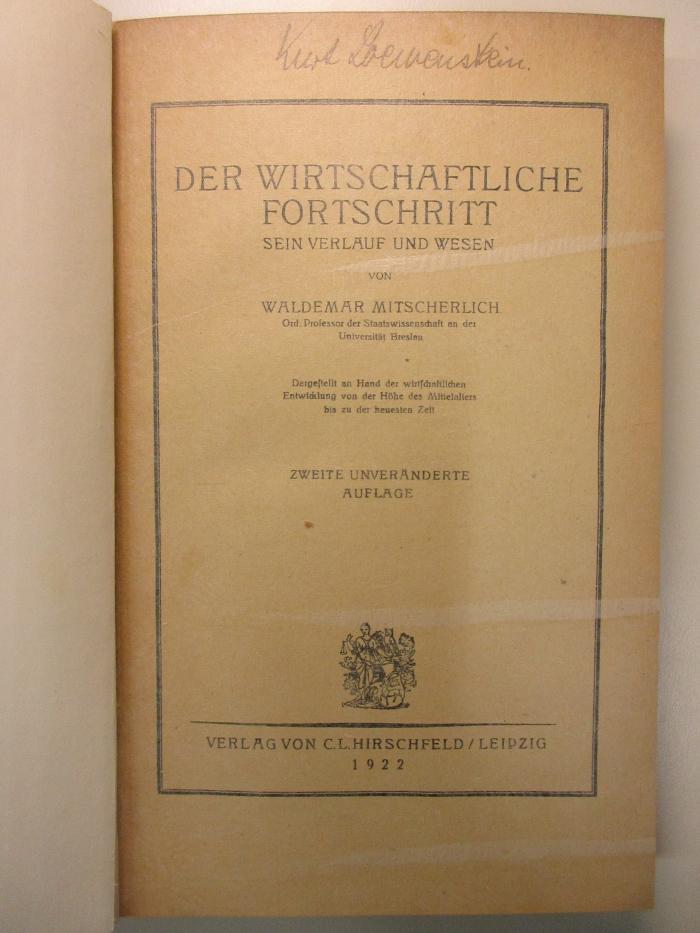 Kurt Loewenstein.
DER WIRTSCHAFTLICHE
FORTSCHRITT
SEIN VERLAUF UND WESEN
VON
WALDEMAR MITSCHERLICH
Ord. Professor der Staatswissenschaft an der
Universität Breslau
*
Dargestellt an Hand der wirtschaftlichen
Entwicklung von der Höhe des Mittelalters
bis zu der neuesten Zeit
ZWEITE UNVERÄNDERTE
AUFLAGE
VERLAG VON C.L.HIRSCHFELD / LEIPZIG
1922